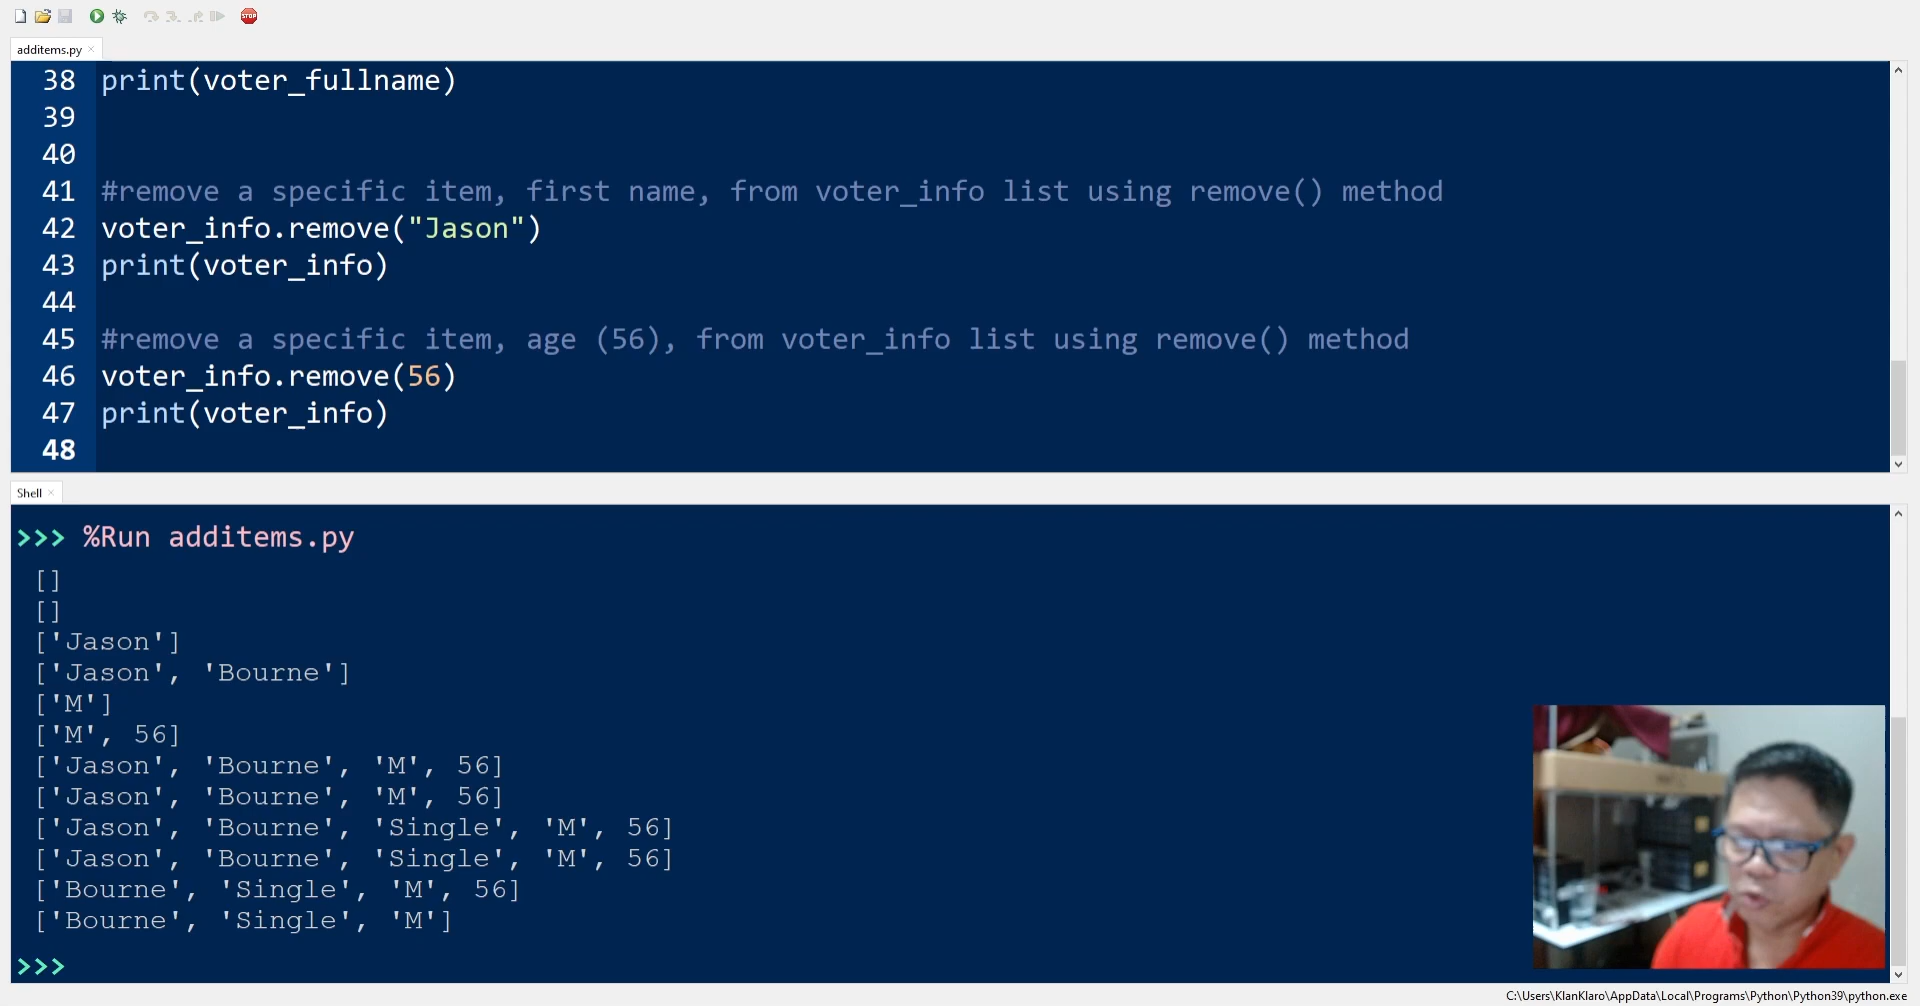 STOP
additems.py
38 print(voter_fullname)
39
40
41 #remove a specific item, first name, from voter_info list using remove() method
42 voter_info.remove("Jason")
43 print(voter_info)
44
45 #remove a specific item, age (56), from voter_info list using remove() method
46 voter_info.remove(56)
47 print(voter_info)
48
Shell
>>> %Run additems.py
[]
[]
['Jason']
['Jason', 'Bourne']
['M']
['M', 56]
['Jason', 'Bourne', 'M', 56]
['Jason', 'Bourne', 'M', 56]
['Jason', 'Bourne', 'Single', 'M', 56]
['Jason', 'Bourne', 'Single', 'M', 56]
['Bourne', 'Single', 'M', 56]
['Bourne', 'Single', 'M']
>>>
C:\Users\KlanKlaro\AppData\Local\Programs\Python\Python39\python.exe